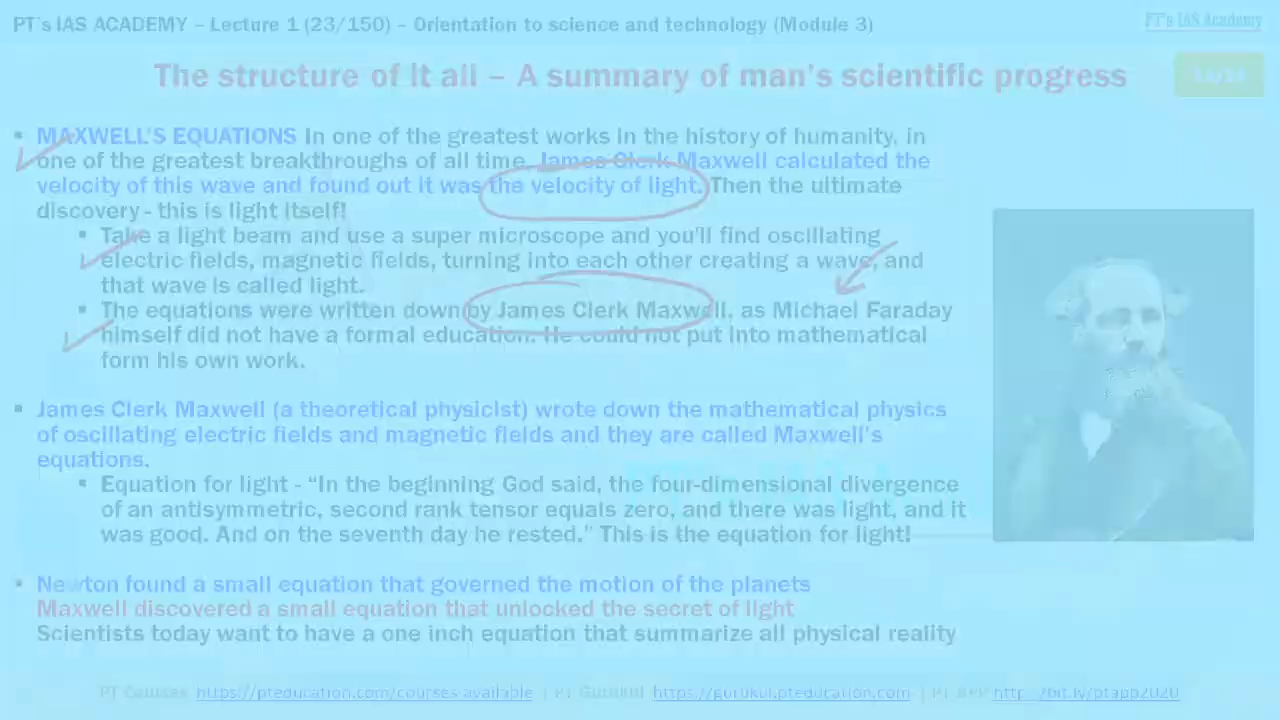 PT's IAS ACADEMY – Lecture 1 (23/150) – Orientation to science and technology (Module 3)
PT's IAS Academy
The structure of it all – A summary of man's scientific progress
▪ MAXWELL'S EQUATIONS In one of the greatest works in the history of humanity, in
one of the greatest breakthroughs of all time, James Clerk Maxwell calculated the
velocity of this wave and found out it was the velocity of light. Then the ultimate
discovery - this is light itself!
▪ Take a light beam and use a super microscope and you'll find oscillating
electric fields, magnetic fields, turning into each other creating a wave, and
that wave is called light.
▪ The equations were written down by James Clerk Maxwell, as Michael Faraday
himself did not have a formal education. He could not put into mathematical
form his own work.
▪ James Clerk Maxwell (a theoretical physicist) wrote down the mathematical physics
of oscillating electric fields and magnetic fields and they are called Maxwell's
equations.
▪ Equation for light - “In the beginning God said, the four-dimensional divergence
of an antisymmetric, second rank tensor equals zero, and there was light, and it
was good. And on the seventh day he rested.” This is the equation for light!
▪ Newton found a small equation that governed the motion of the planets
Maxwell discovered a small equation that unlocked the secret of light
Scientists today want to have a one inch equation that summarize all physical reality
PT Courses https://pteducation.com/courses-available | PT Gurukul https://gurukul.pteducation.com | PT APP http://bit.ly/ptapp2020